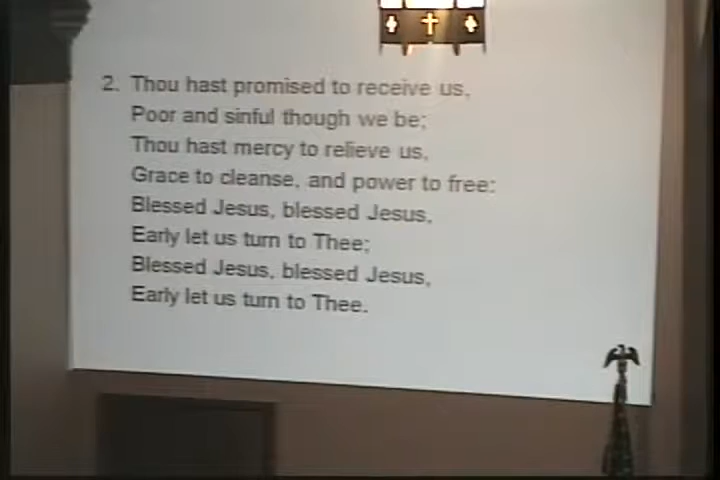 2. Thou hast promised to receive us,
Poor and sinful though we be;
Thou hast mercy to relieve us,
Grace to cleanse, and power to free:
Blessed Jesus, blessed Jesus,
Early let us turn to Thee;
Blessed Jesus, blessed Jesus,
Early let us turn to Thee.